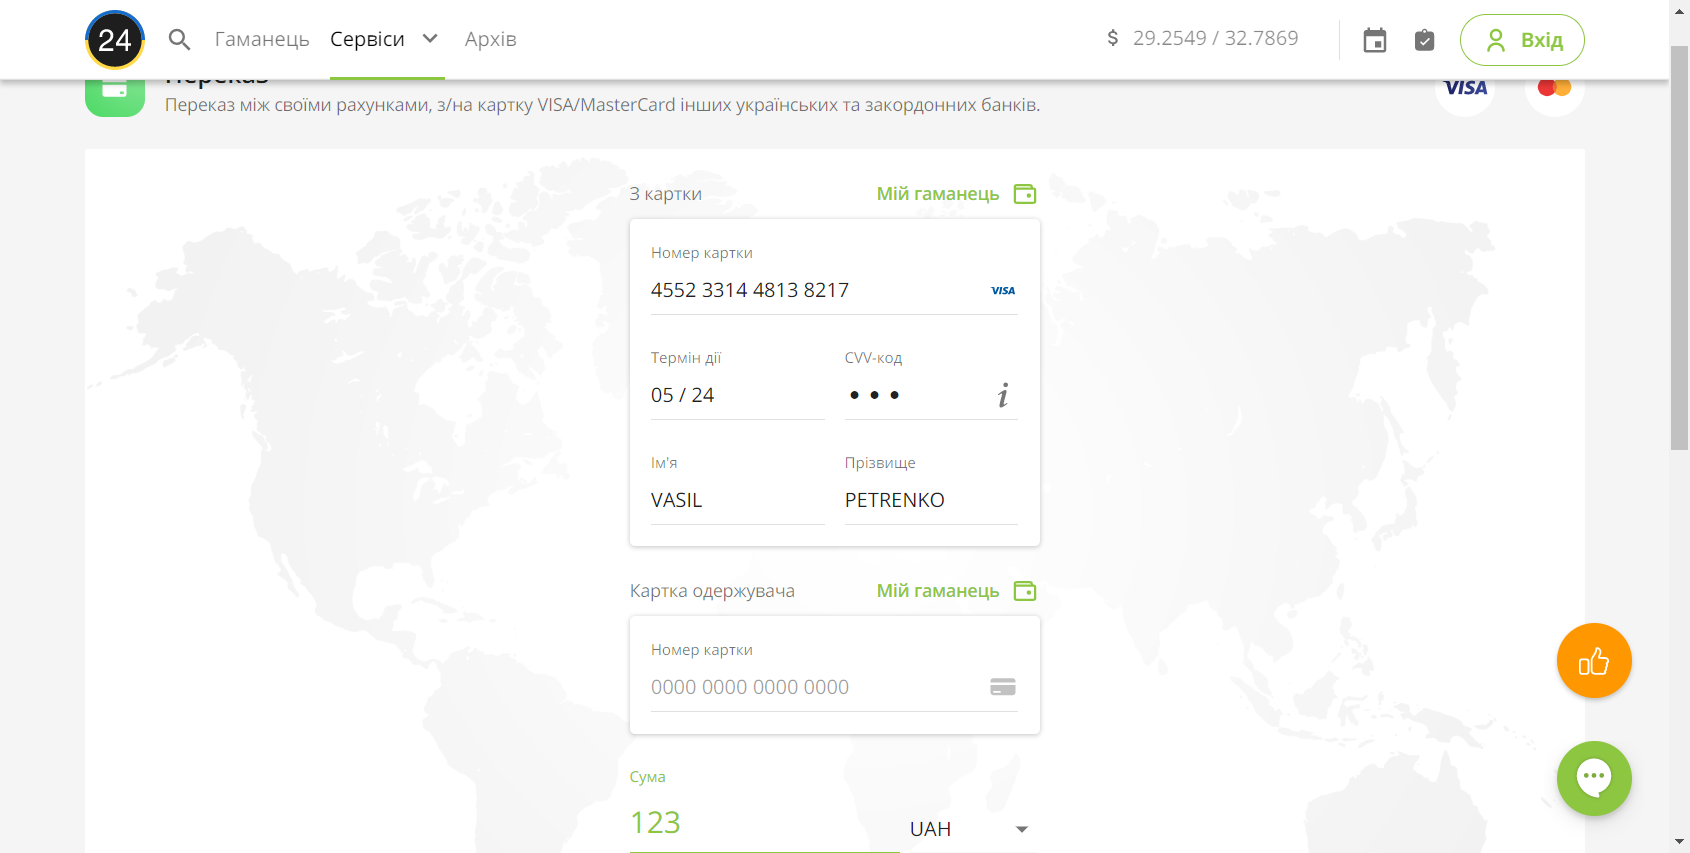 24
Гаманець
Сервіси
Архів
$ 29.2549 / 32.7869
Вхід
Переказ
Переказ між своїми рахунками, з/на картку VISA/MasterCard інших українських та закордонних банків.
VISA
З картки
Мій гаманець
Номер картки
4552 3314 4813 8217
VISA
Термін дії
CVV-код
05 / 24
Ім'я
Прізвище
VASIL
PETRENKO
Картка одержувача
Мій гаманець
Номер картки
0000 0000 0000 0000
Сума
123
UAH